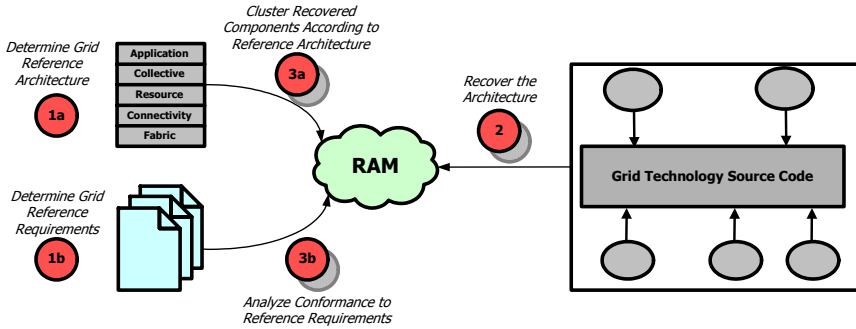 Determine Grid
Reference
Architecture
1a
Application
Collective
Resource
Connectivity
Fabric
Cluster Recovered
Components According to
Reference Architecture
3a
Recover the
Architecture
2
RAM
Grid Technology Source Code
Determine Grid
Reference
Requirements
1b
3b
Analyze Conformance to
Reference Requirements